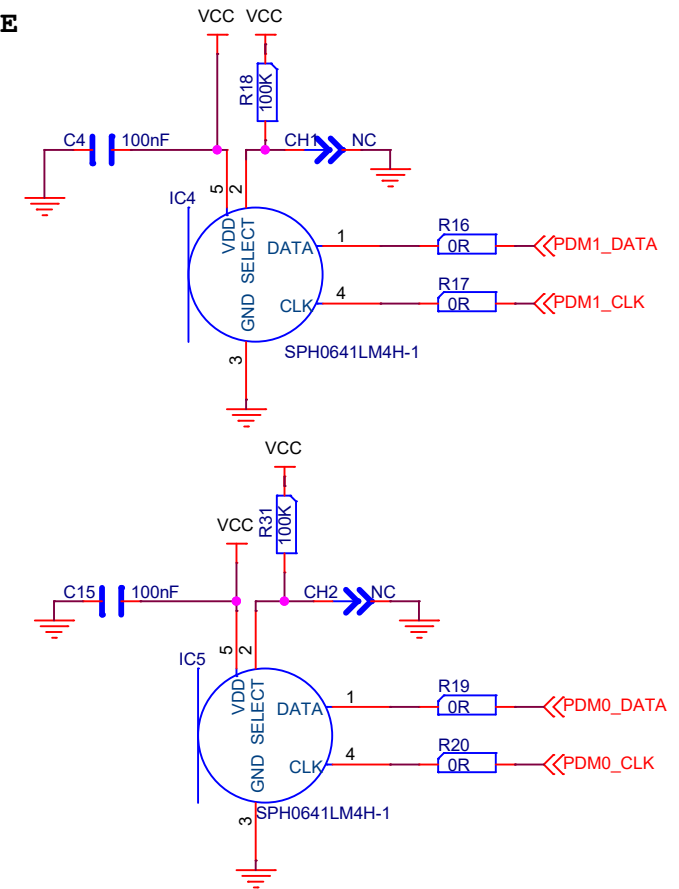 E
VCC VCC
R18
100K
C4 100nF
CH1 NC
IC4
5
2
VDD
SELECT
DATA
1
R16
0R
PDM1_DATA
GND
CLK
4
R17
0R
PDM1_CLK
SPH0641LM4H-1
3
VCC
R31
100K
VCC
C15 100nF
CH2 NC
IC5
5
2
VDD
SELECT
DATA
1
R19
0R
PDM0_DATA
GND
CLK
4
R20
0R
PDM0_CLK
SPH0641LM4H-1
3